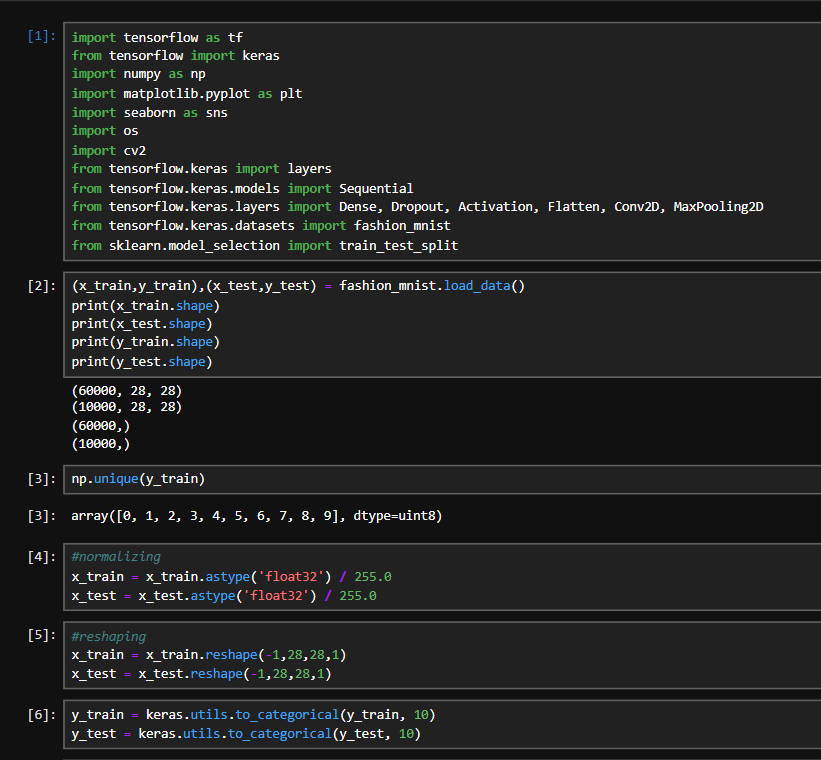 [1]:
import tensorflow as tf
from tensorflow import keras
import numpy as np
import matplotlib.pyplot as plt
import seaborn as sns
import os
import cv2
from tensorflow.keras import layers
from tensorflow.keras.models import Sequential
from tensorflow.keras.layers import Dense, Dropout, Activation, Flatten, Conv2D, MaxPooling2D
from tensorflow.keras.datasets import fashion_mnist
from sklearn.model_selection import train_test_split
[2]:
(x_train,y_train),(x_test,y_test) = fashion_mnist.load_data()
print(x_train.shape)
print(x_test.shape)
print(y_train.shape)
print(y_test.shape)
(60000, 28, 28)
(10000, 28, 28)
(60000,)
(10000,)
[3]:
np.unique(y_train)
[3]:
array([0, 1, 2, 3, 4, 5, 6, 7, 8, 9], dtype=uint8)
[4]:
#normalizing
x_train = x_train.astype('float32') / 255.0
x_test = x_test.astype('float32') / 255.0
[5]:
#reshaping
x_train = x_train.reshape(-1,28,28,1)
x_test = x_test.reshape(-1,28,28,1)
[6]:
y_train = keras.utils.to_categorical(y_train, 10)
y_test = keras.utils.to_categorical(y_test, 10)